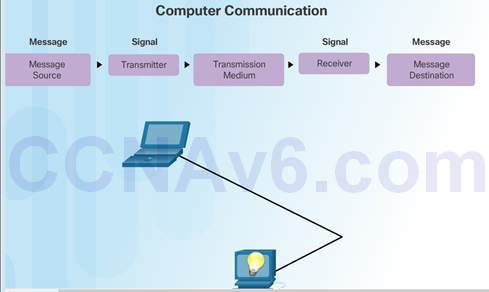 Computer Communication
Message
Signal
Signal
Message
Message
Source
Transmitter
Transmission
Medium
Receiver
Message
Destination
CCNAv6.com